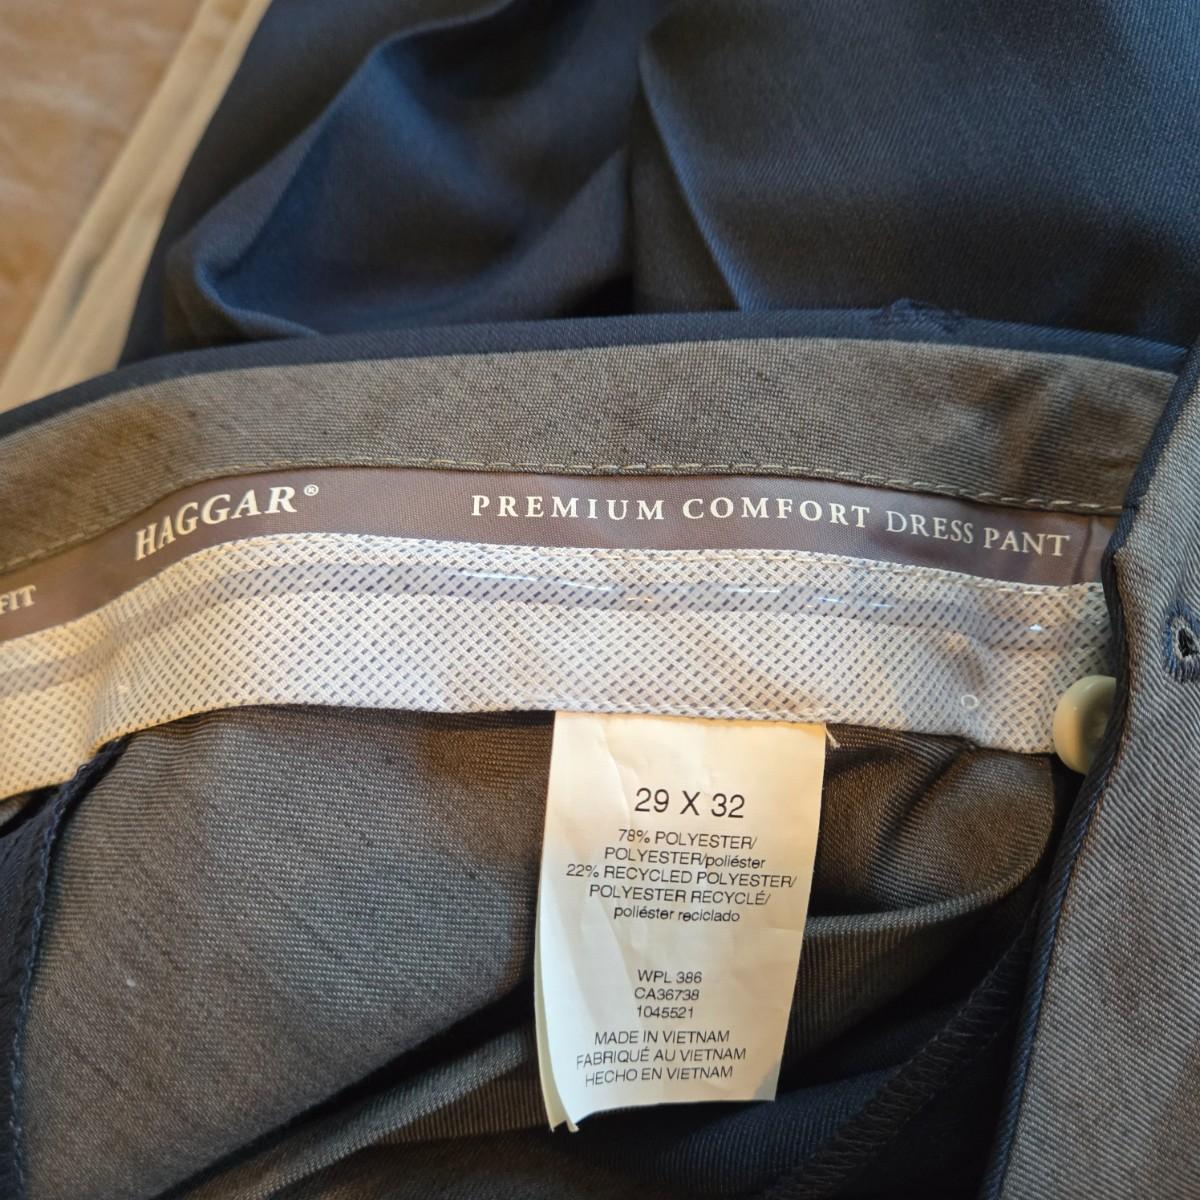 HAGGAR® PREMIUM COMFORT DRESS PANT
FIT
29 X 32
78% POLYESTER/
POLYESTER/poliéster
22% RECYCLED POLYESTER/
POLYESTER RECYCLÉ/
poliéster reciclado
WPL 386
CA36738
1045521
MADE IN VIETNAM
FABRIQUÉ AU VIETNAM
HECHO EN VIETNAM